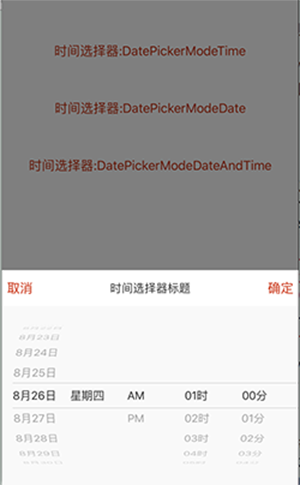 时间选择器:DatePickerModeTime
时间选择器:DatePickerModeDate
时间选择器:DatePickerModeDateAndTime
取消 时间选择器标题 确定
8月23日
8月24日
8月25日
8月26日 星期四 AM 01时 00分
8月27日 PM 02时 01分
8月28日 03时 02分
8月29日 04时 03分